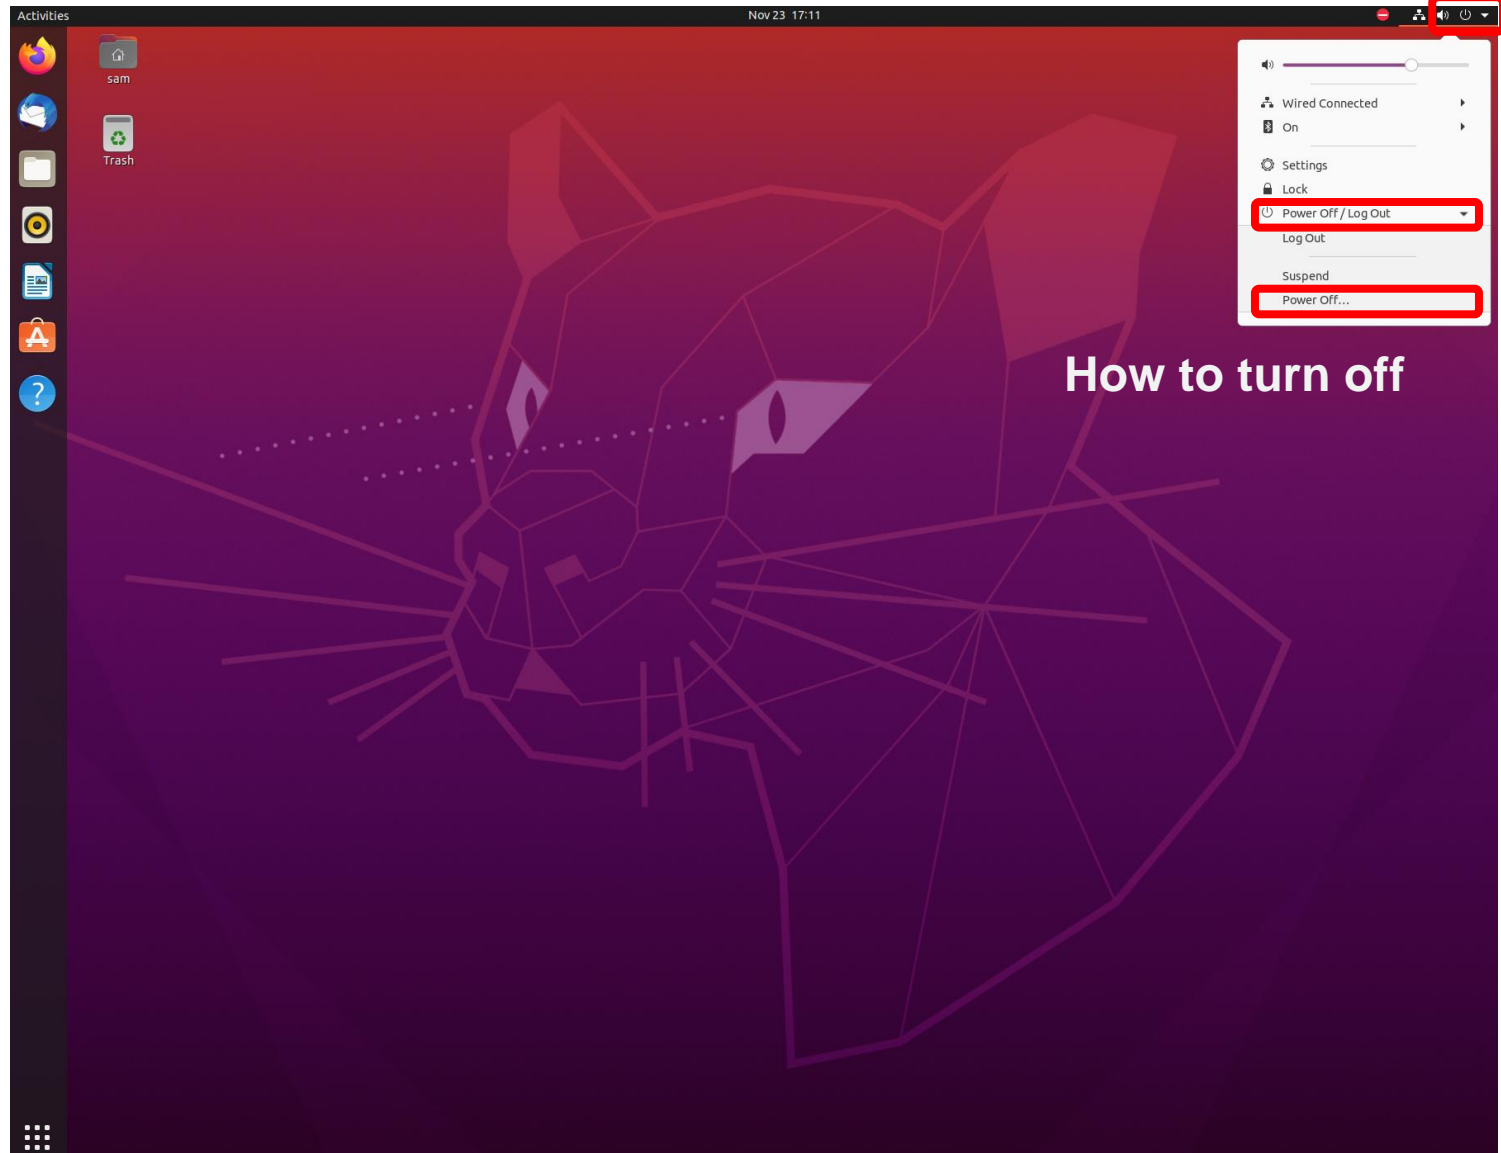 Activities
Nov 23 17:11
sam
Trash
Wired Connected
On
Settings
Lock
Power Off / Log Out
Log Out
Suspend
Power Off...
How to turn off